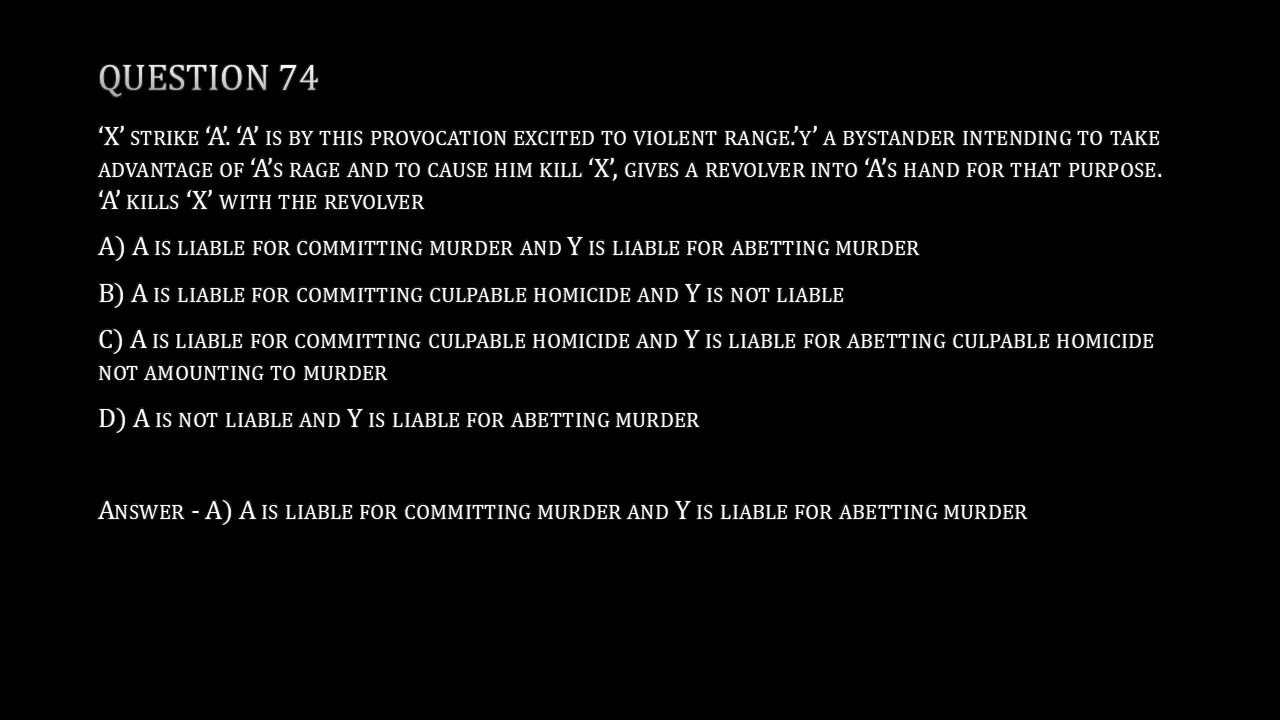 QUESTION 74
‘X’ STRIKE ‘A’. ‘A’ IS BY THIS PROVOCATION EXCITED TO VIOLENT RANGE.’Y’ A BYSTANDER INTENDING TO TAKE
ADVANTAGE OF ‘A’S RAGE AND TO CAUSE HIM KILL ‘X’, GIVES A REVOLVER INTO ‘A’S HAND FOR THAT PURPOSE.
‘A’ KILLS ‘X’ WITH THE REVOLVER
A) A IS LIABLE FOR COMMITTING MURDER AND Y IS LIABLE FOR ABETTING MURDER
B) A IS LIABLE FOR COMMITTING CULPABLE HOMICIDE AND Y IS NOT LIABLE
C) A IS LIABLE FOR COMMITTING CULPABLE HOMICIDE AND Y IS LIABLE FOR ABETTING CULPABLE HOMICIDE
NOT AMOUNTING TO MURDER
D) A IS NOT LIABLE AND Y IS LIABLE FOR ABETTING MURDER
ANSWER - A) A IS LIABLE FOR COMMITTING MURDER AND Y IS LIABLE FOR ABETTING MURDER